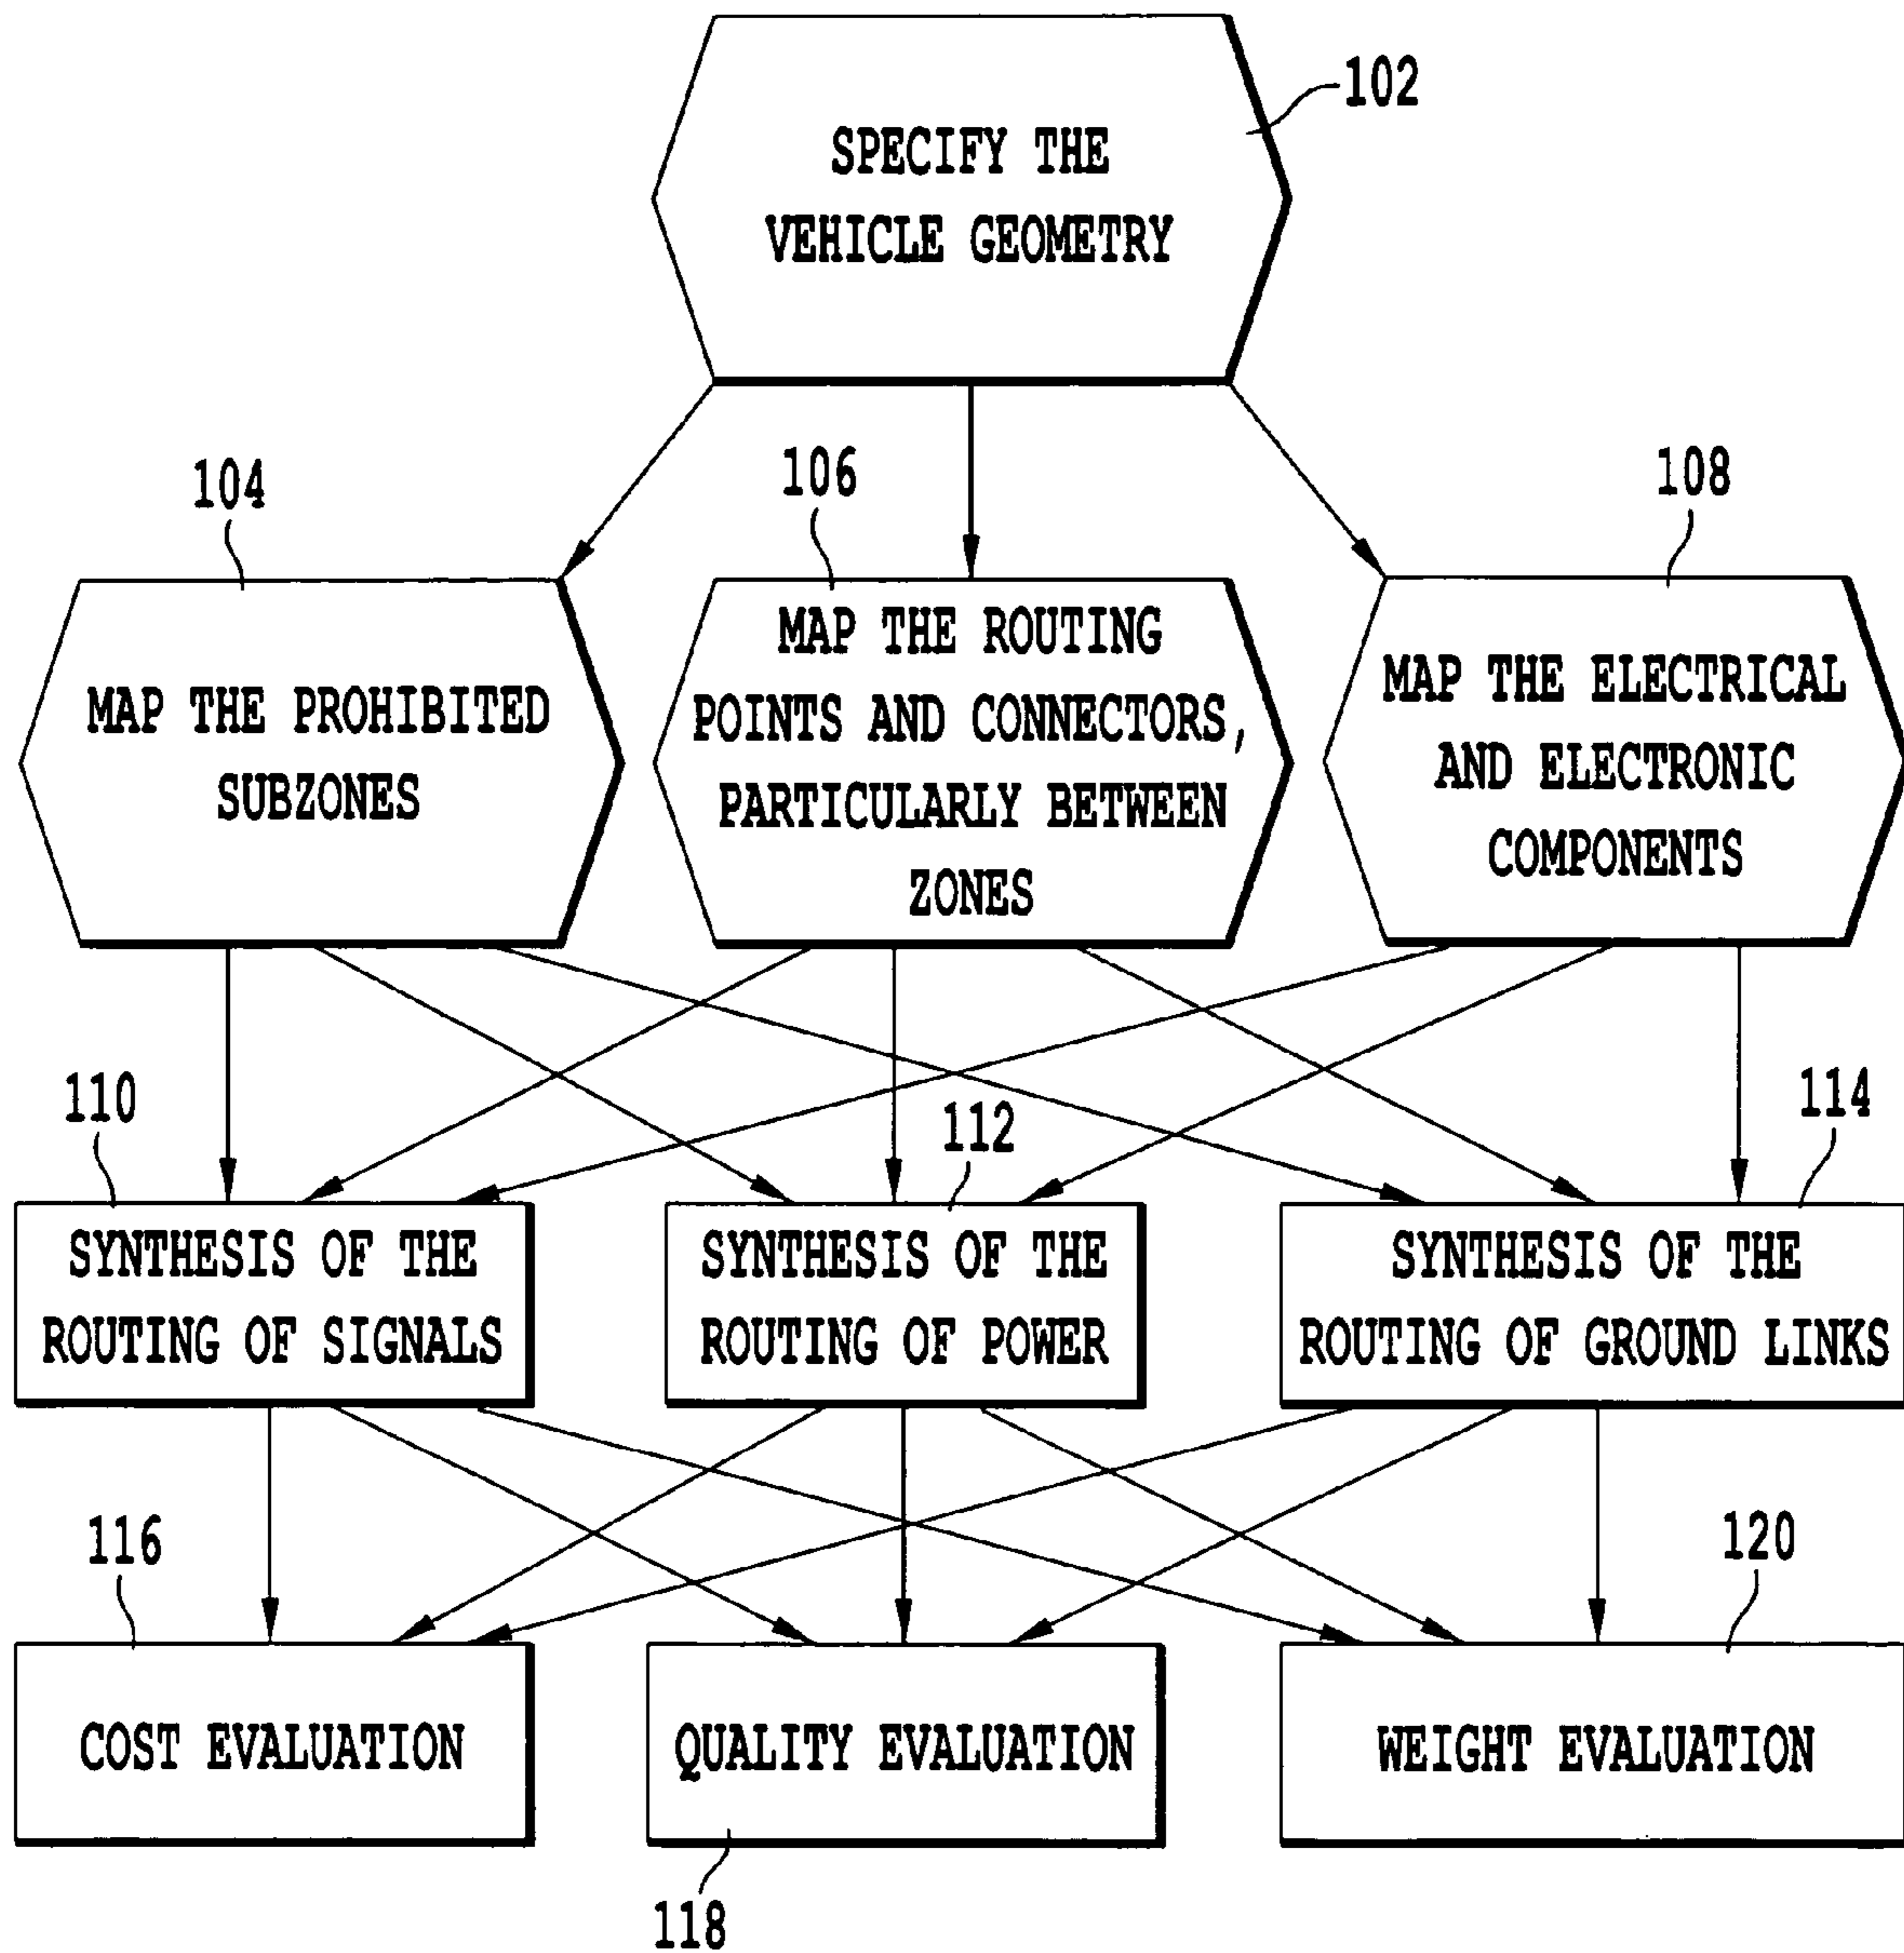 102
SPECIFY THE
VEHICLE GEOMETRY
104
106
108
MAP THE PROHIBITED
SUBZONES
MAP THE ROUTING
POINTS AND CONNECTORS,
PARTICULARLY BETWEEN
ZONES
MAP THE ELECTRICAL
AND ELECTRONIC
COMPONENTS
110
112
114
SYNTHESIS OF THE
ROUTING OF SIGNALS
SYNTHESIS OF THE
ROUTING OF POWER
SYNTHESIS OF THE
ROUTING OF GROUND LINKS
116
120
COST EVALUATION
QUALITY EVALUATION
WEIGHT EVALUATION
118